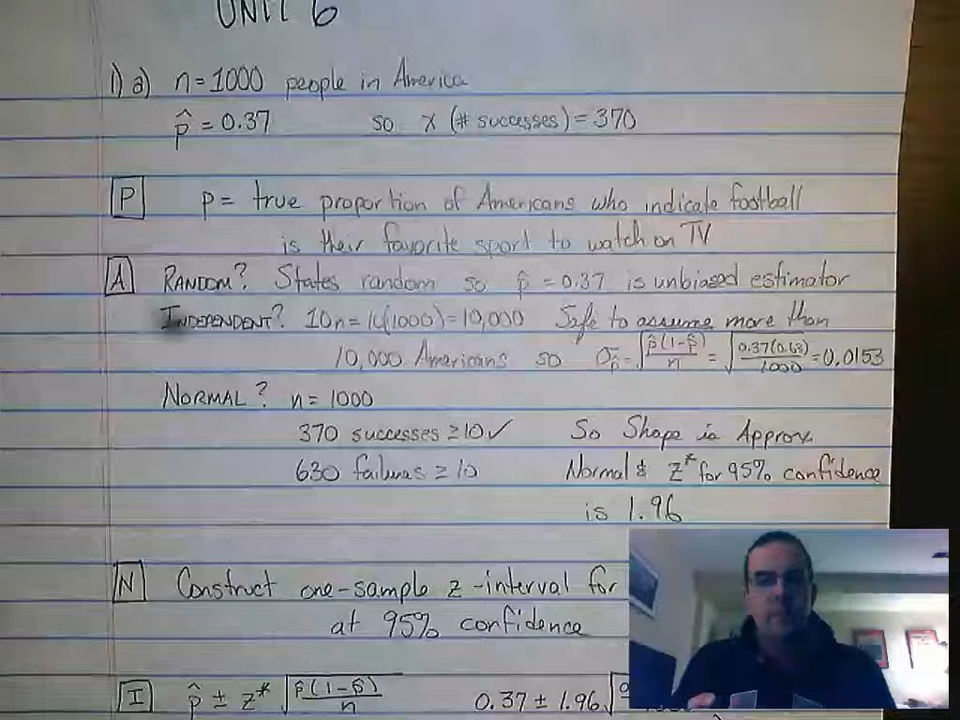 UNIT 6
1) a) n = 1000 people in America
p̂ = 0.37 so x (# successes) = 370
P p = true proportion of Americans who indicate football
is their favorite sport to watch on TV
A RANDOM? States random so p̂ = 0.37 is unbiased estimator
INDEPENDENT? 10n = 10(1000) = 10,000 Safe to assume more than
10,000 Americans so σp̂ = √(p̂(1-p̂)/n) = √(0.37(0.63)/1000) = 0.0153
NORMAL? n = 1000
370 successes ≥ 10 ✓ So Shape is Approx.
630 failures ≥ 10 Normal & z* for 95% confidence
is 1.96
N Construct one-sample z-interval for
at 95% confidence
I p̂ ± z* √(p̂(1-p̂)/n) 0.37 ± 1.96 √